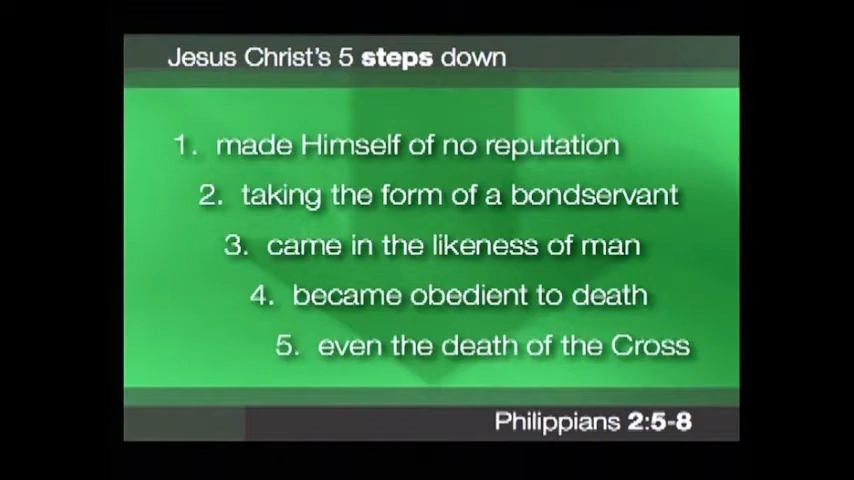 Jesus Christ's 5 steps down
1. made Himself of no reputation
2. taking the form of a bondservant
3. came in the likeness of man
4. became obedient to death
5. even the death of the Cross
Philippians 2:5-8